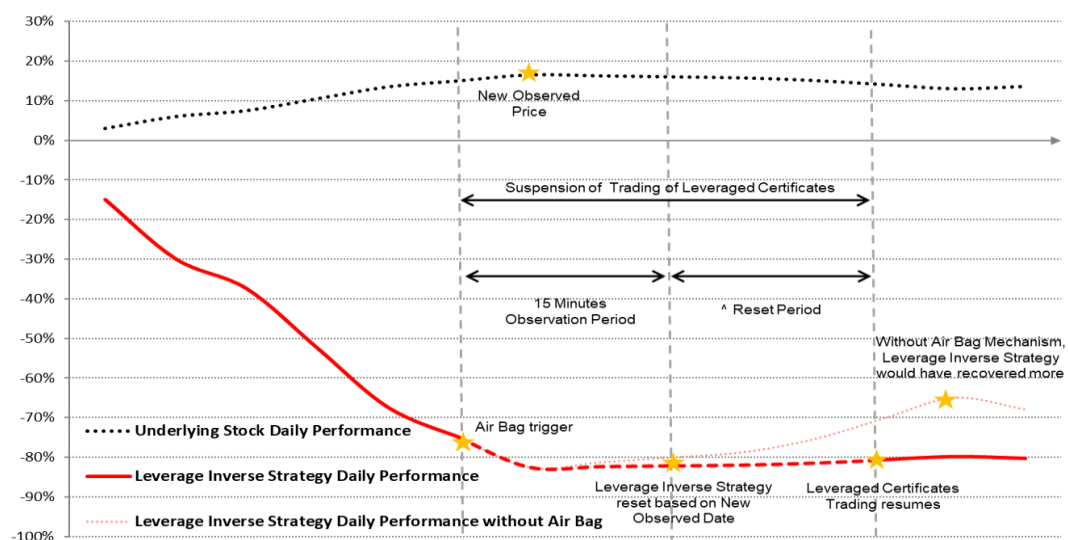 30%
20%
10%
0%
-10%
-20%
-30%
-40%
-50%
-60%
-70%
-80%
-90%
-100%
New Observed
Price
Suspension of Trading of Leveraged Certificates
15 Minutes
Observation Period
^ Reset Period
Without Air Bag Mechanism,
Leverage Inverse Strategy
would have recovered more
Air Bag trigger
Underlying Stock Daily Performance
Leverage Inverse Strategy Daily Performance
Leverage Inverse Strategy Daily Performance without Air Bag
Leverage Inverse Strategy
reset based on New
Observed Date
Leveraged Certificates
Trading resumes